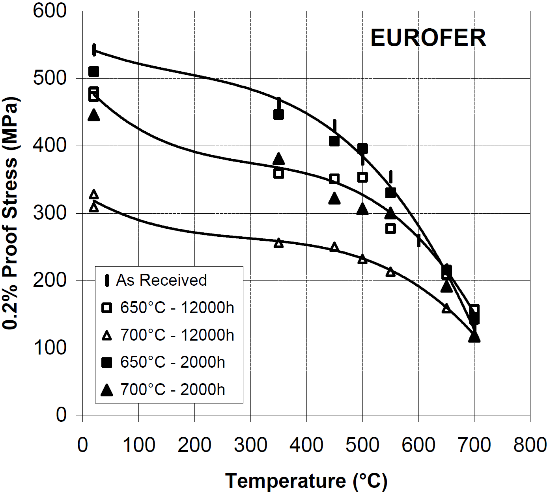 EUROFER
600
500
400
300
200
100
0
0.2% Proof Stress (MPa)
As Received
650°C - 12000h
700°C - 12000h
650°C - 2000h
700°C - 2000h
0 100 200 300 400 500 600 700 800
Temperature (°C)